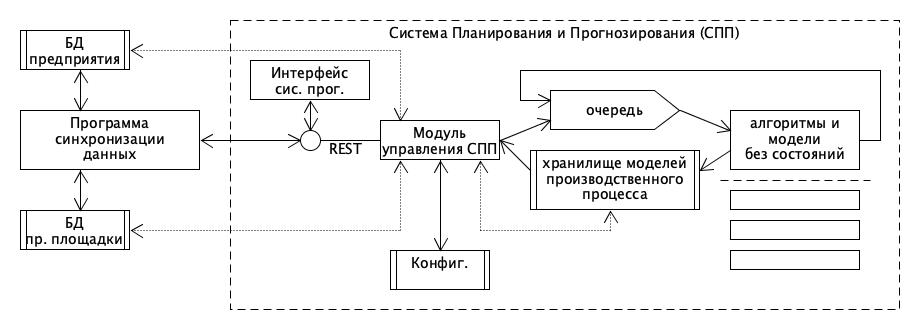 Система Планирования и Прогнозирования (СПП)
БД
предприятия
Программа
синхронизации
данных
БД
пр. площадки
Интерфейс
сис. прог.
REST
Модуль
управления СПП
Конфиг.
очередь
хранилище моделей
производственного
процесса
алгоритмы и
модели
без состояний